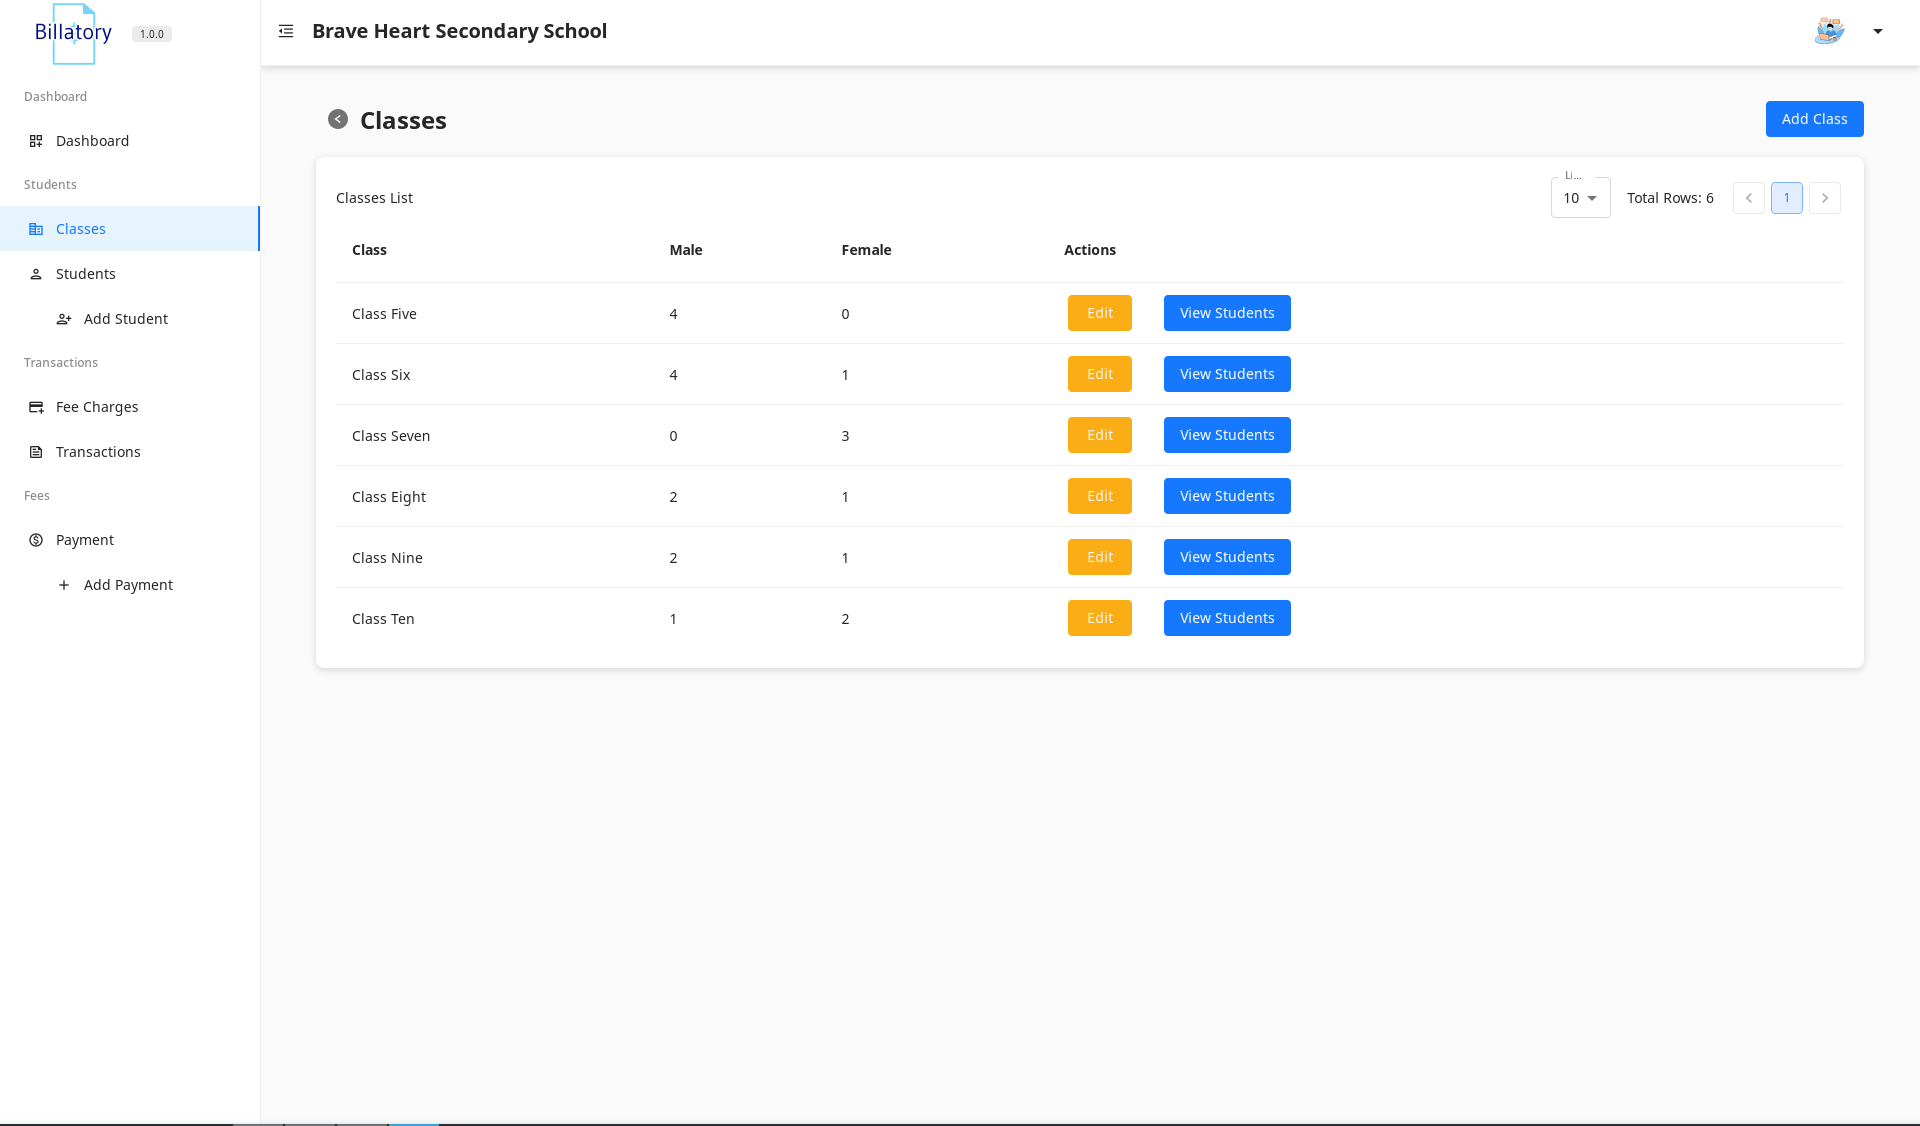 Billatory 1.0.0
Brave Heart Secondary School
Dashboard
Dashboard
Students
Classes
Students
Add Student
Transactions
Fee Charges
Transactions
Fees
Payment
Add Payment
Classes
Add Class
Classes List
Li...
10
Total Rows: 6
1
Class Male Female Actions
Class Five 4 0 Edit View Students
Class Six 4 1 Edit View Students
Class Seven 0 3 Edit View Students
Class Eight 2 1 Edit View Students
Class Nine 2 1 Edit View Students
Class Ten 1 2 Edit View Students